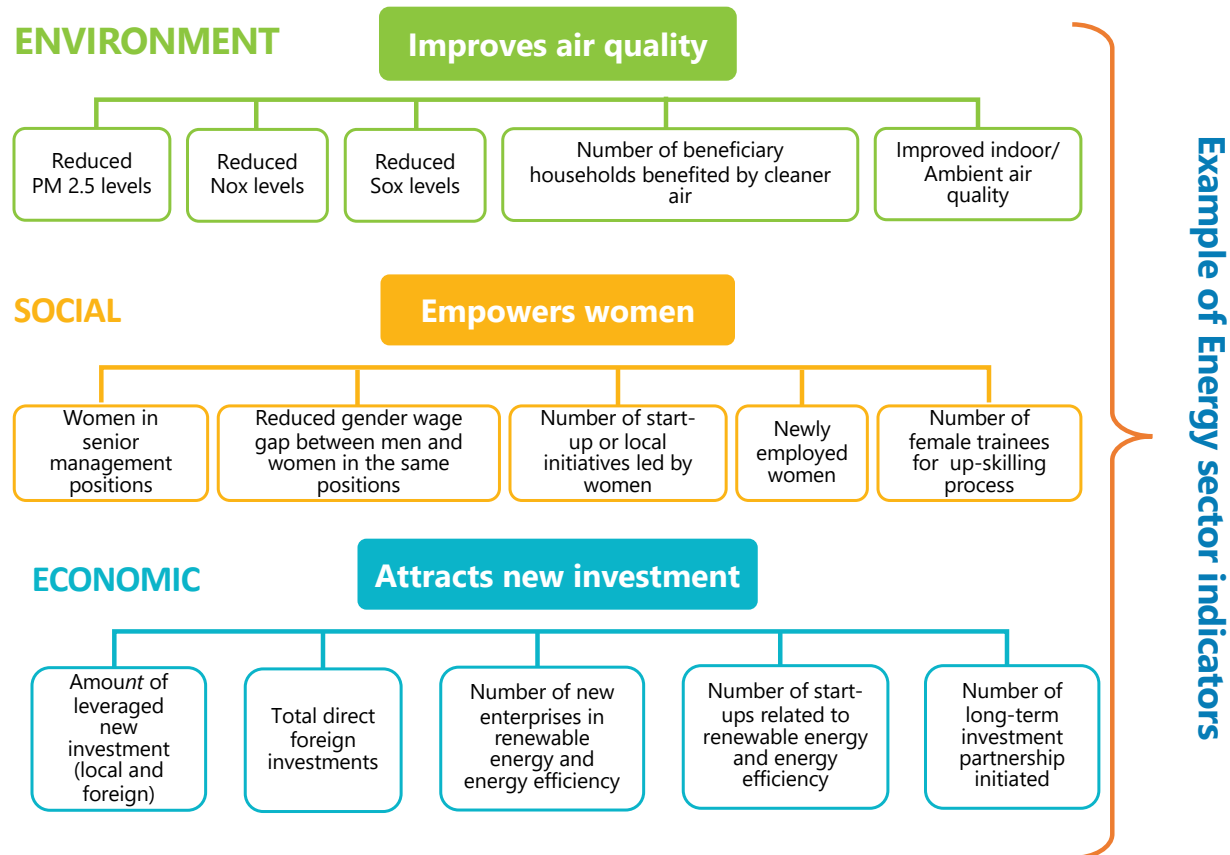 ENVIRONMENT
Improves air quality
Reduced
PM 2.5 levels
Reduced
Nox levels
Reduced
Sox levels
Number of beneficiary
households benefited by cleaner
air
Improved indoor/
Ambient air
quality
SOCIAL
Empowers women
Women in
senior
management
positions
Reduced gender wage
gap between men and
women in the same
positions
Number of start-
up or local
initiatives led by
women
Newly
employed
women
Number of
female trainees
for up-skilling
process
ECONOMIC
Attracts new investment
Amount of
leveraged
new
investment
(local and
foreign)
Total direct
foreign
investments
Number of new
enterprises in
renewable
energy and
energy efficiency
Number of start-
ups related to
renewable energy
and energy
efficiency
Number of
long-term
investment
partnership
initiated
Example of Energy sector indicators